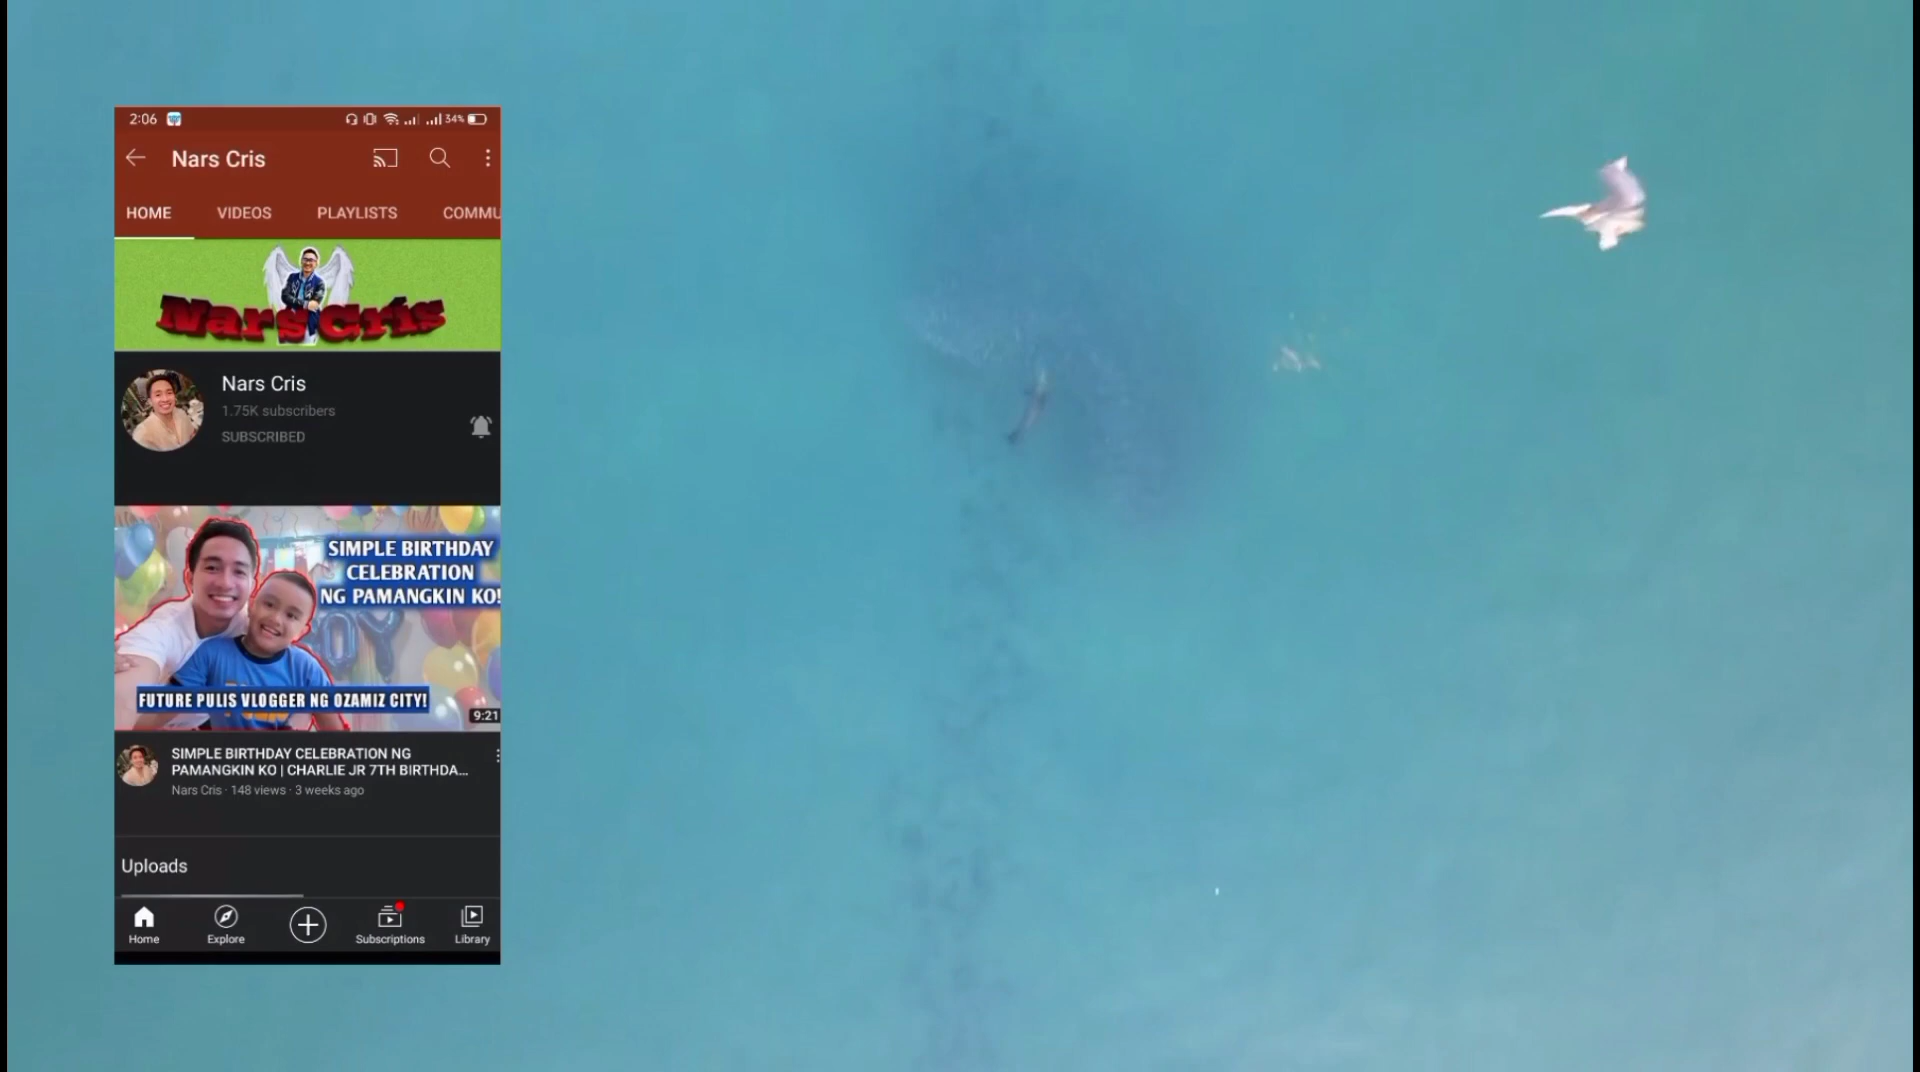 2:06 34%
Nars Cris
HOME VIDEOS PLAYLISTS COMMU
Nars Cris
Nars Cris
1.75K subscribers
SUBSCRIBED
SIMPLE BIRTHDAY
CELEBRATION
NG PAMANGKIN KO!
OY
FUTURE PULIS VLOGGER NG OZAMIZ CITY!
9:21
SIMPLE BIRTHDAY CELEBRATION NG
PAMANGKIN KO | CHARLIE JR 7TH BIRTHDA...
Nars Cris · 148 views · 3 weeks ago
Uploads
Home Explore Subscriptions Library